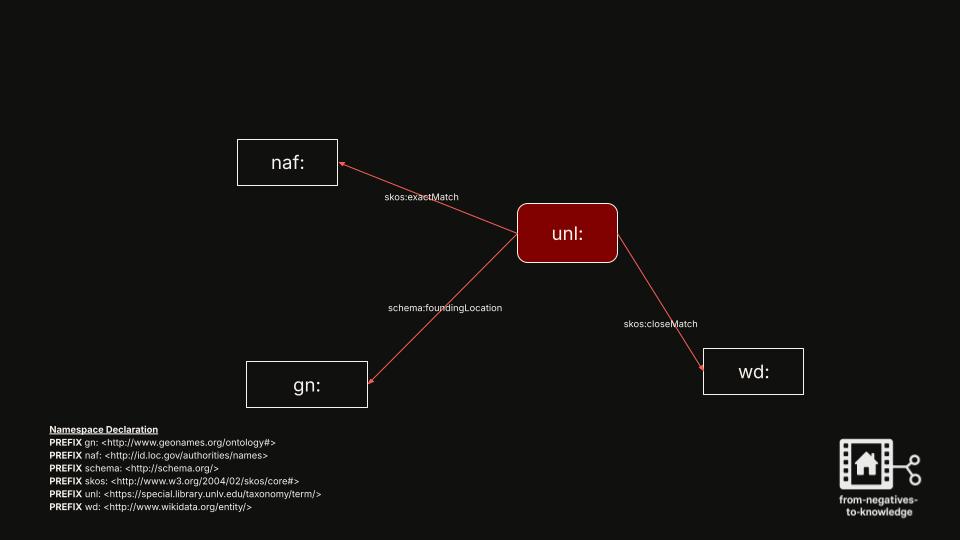 naf:
skos:exactMatch
unl:
schema:foundingLocation
skos:closeMatch
wd:
gn:
Namespace Declaration
PREFIX gn: <http://www.geonames.org/ontology#>
PREFIX naf: <http://id.loc.gov/authorities/names>
PREFIX schema: <http://schema.org/>
PREFIX skos: <http://www.w3.org/2004/02/skos/core#>
PREFIX unl: <https://special.library.unlv.edu/taxonomy/term/>
PREFIX wd: <http://www.wikidata.org/entity/>
from-negatives-
to-knowledge